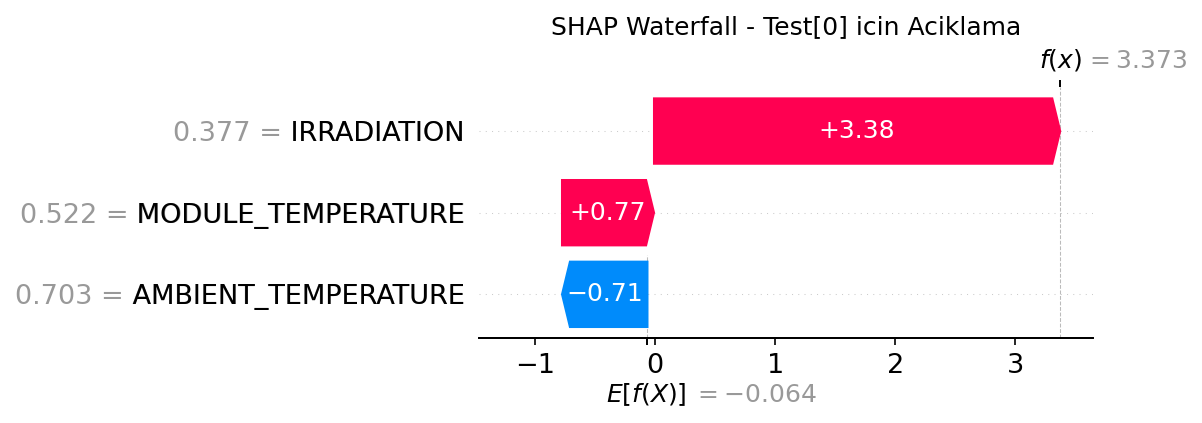 SHAP Waterfall - Test[0] icin Aciklama
f(x) = 3.373
0.377 = IRRADIATION
+3.38
0.522 = MODULE_TEMPERATURE
+0.77
0.703 = AMBIENT_TEMPERATURE
−0.71
−1 0 1 2 3
E[f(X)] = −0.064